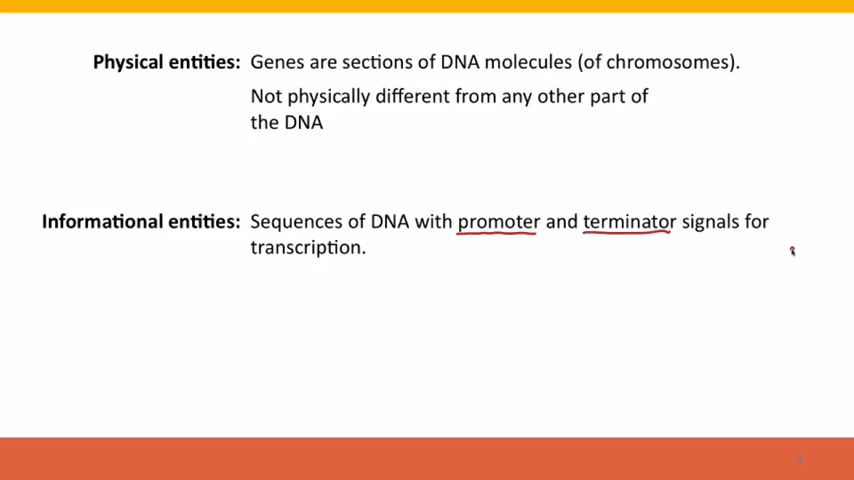 Physical entities: Genes are sections of DNA molecules (of chromosomes).
Not physically different from any other part of
the DNA
Informational entities: Sequences of DNA with promoter and terminator signals for
transcription.